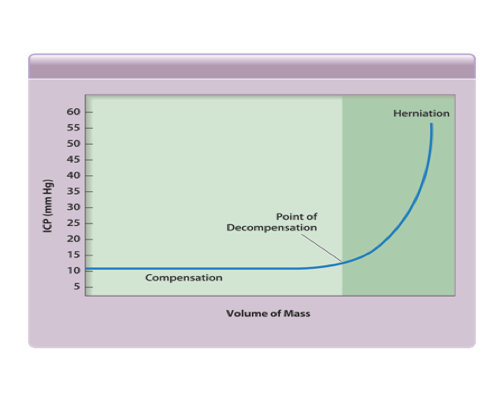 Herniation
60
55
50
45
40
35
30
25
20
15
10
5
ICP (mm Hg)
Point of
Decompensation
Compensation
Volume of Mass